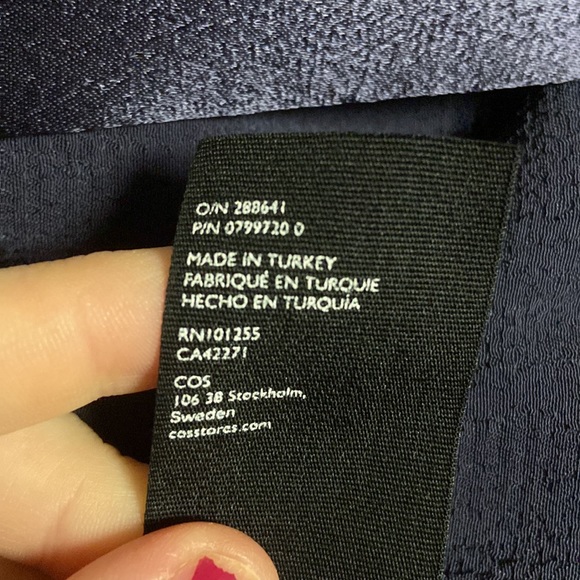 O/N 288641
P/N 0799720 0
MADE IN TURKEY
FABRIQUÉ EN TURQUIE
HECHO EN TURQUÍA
RN101255
CA42271
COS
106 38 Stockholm,
Sweden
cosstores.com